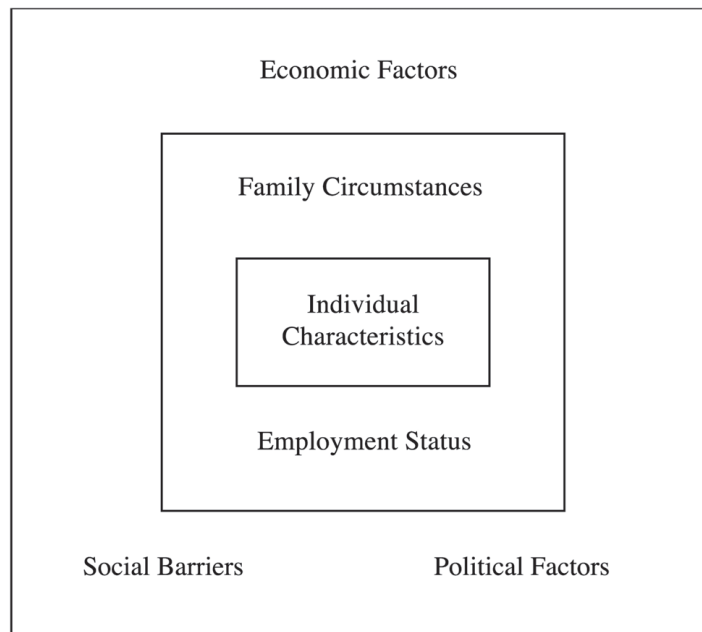 Economic Factors
Family Circumstances
Individual
Characteristics
Employment Status
Social Barriers
Political Factors